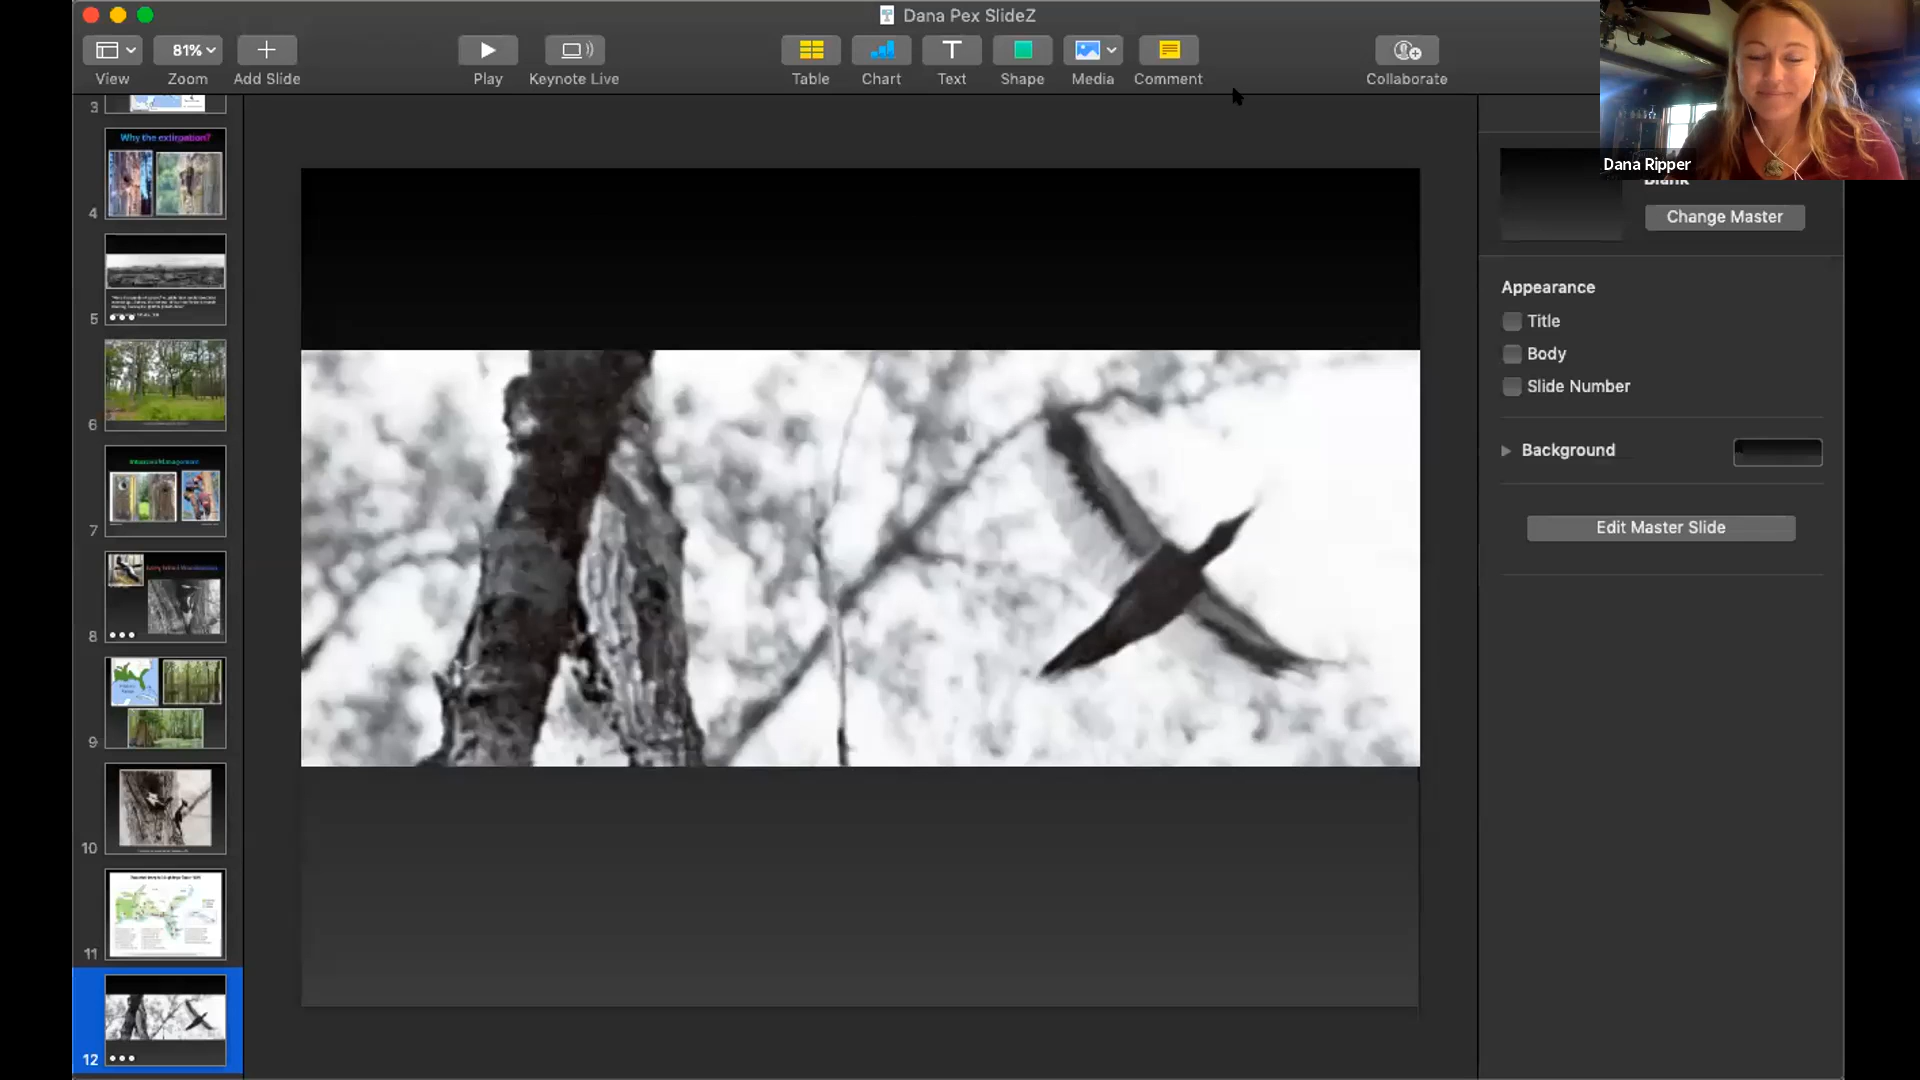 Dana Pex SlideZ
81%
View
Zoom
Add Slide
Play
Keynote Live
Table
Chart
Text
Shape
Media
Comment
Collaborate
Dana Ripper
Blank
Change Master
Appearance
Title
Body
Slide Number
Background
Edit Master Slide
3
Why the extirpation?
4
5
6
7
8
9
10
11
12